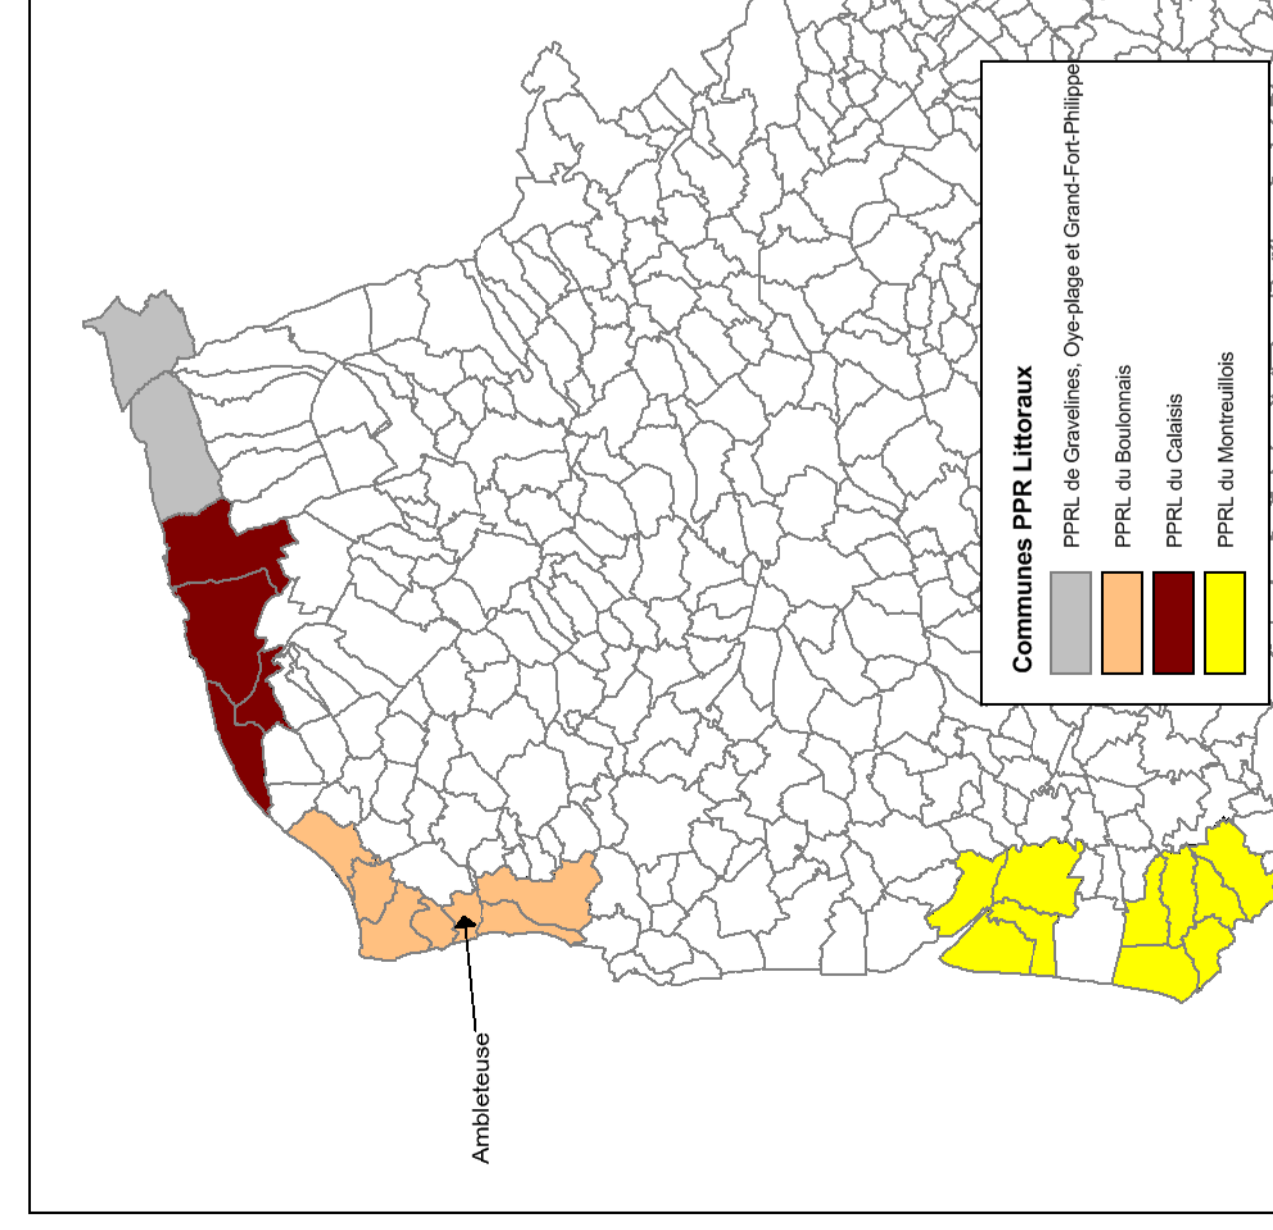 Ambleteuse
Communes PPR Littoraux
PPRL de Gravelines, Oye-plage et Grand-Fort-Philippe
PPRL du Boulonnais
PPRL du Calaisis
PPRL du Montreuillois